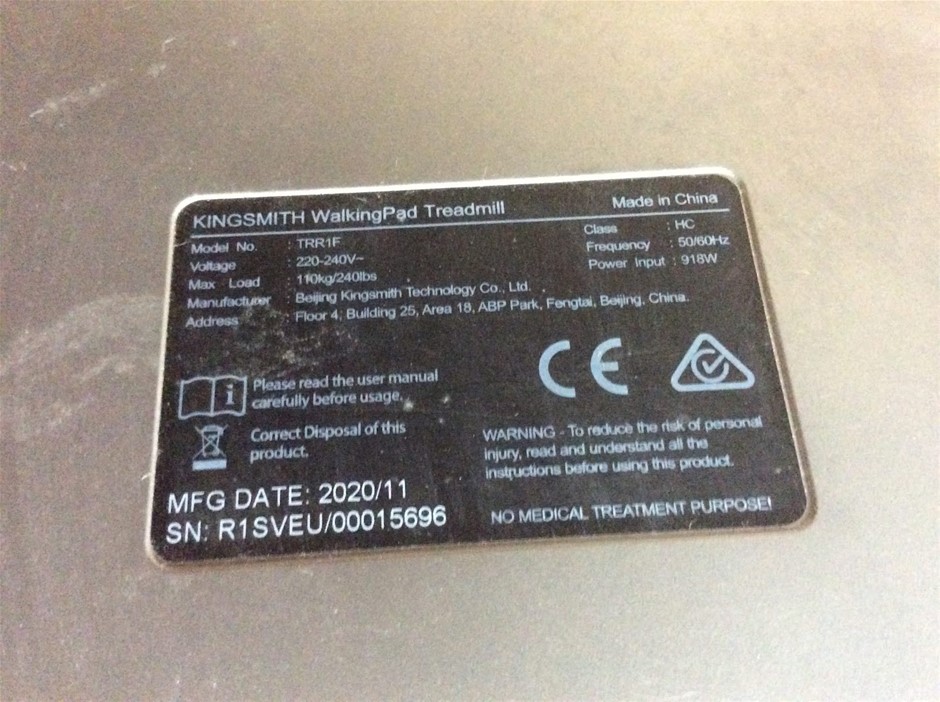 KINGSMITH WalkingPad Treadmill
Made in China
Model No. : TRR1F
Class : HC
Voltage : 220-240V~
Frequency : 50/60Hz
Max Load : 110kg/240lbs
Power Input : 918W
Manufacturer : Beijing Kingsmith Technology Co., Ltd.
Address : Floor 4, Building 25, Area 18, ABP Park, Fengtai, Beijing, China.
Please read the user manual
carefully before usage.
CE
Correct Disposal of this
product.
WARNING - To reduce the risk of personal
injury, read and understand all the
instructions before using this product.
MFG DATE: 2020/11
SN: R1SVEU/00015696
NO MEDICAL TREATMENT PURPOSE!